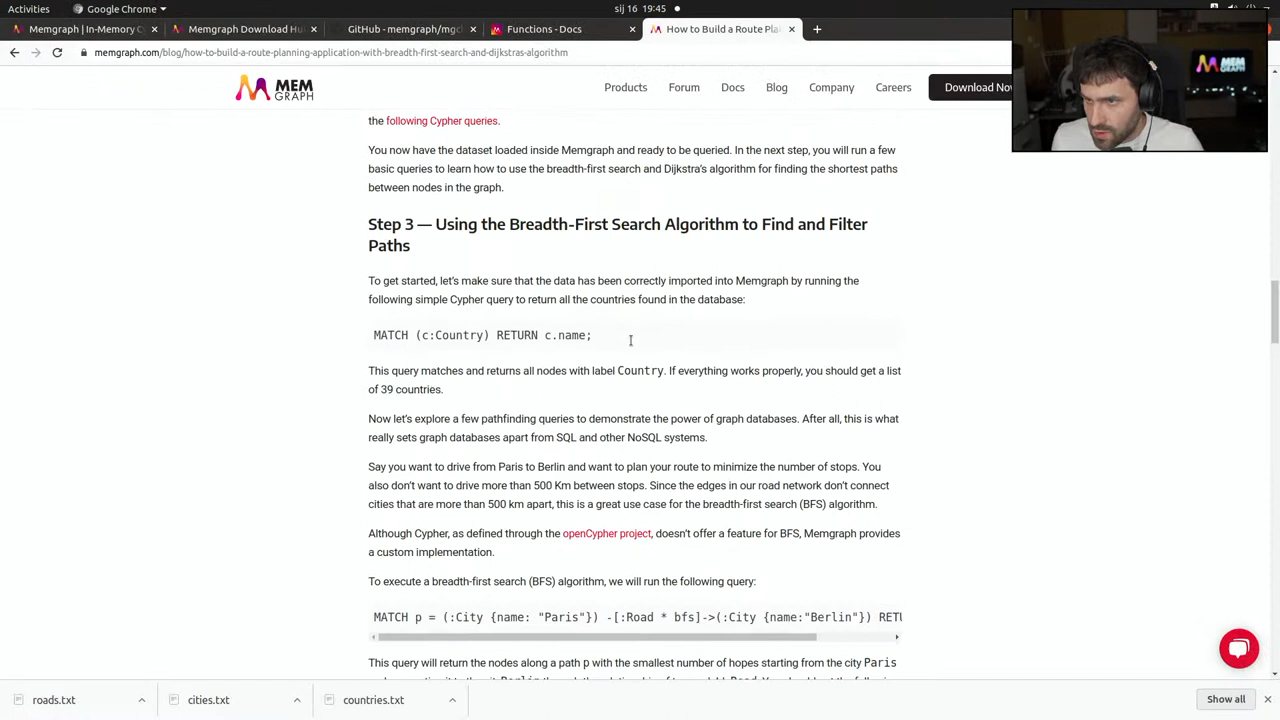 Activities
Google Chrome
sij 16 19:45
Memgraph | In-Memory C
Memgraph Download Hu
GitHub - memgraph/mg
Functions - Docs
How to Build a Route Pla
memgraph.com/blog/how-to-build-a-route-planning-application-with-breadth-first-search-and-dijkstras-algorithm
MEM
GRAPH
Products
Forum
Docs
Blog
Company
Careers
Download Now
the following Cypher queries.
You now have the dataset loaded inside Memgraph and ready to be queried. In the next step, you will run a few
basic queries to learn how to use the breadth-first search and Dijkstra's algorithm for finding the shortest paths
between nodes in the graph.
Step 3 — Using the Breadth-First Search Algorithm to Find and Filter
Paths
To get started, let's make sure that the data has been correctly imported into Memgraph by running the
following simple Cypher query to return all the countries found in the database:
MATCH (c:Country) RETURN c.name;
This query matches and returns all nodes with label Country. If everything works properly, you should get a list
of 39 countries.
Now let's explore a few pathfinding queries to demonstrate the power of graph databases. After all, this is what
really sets graph databases apart from SQL and other NoSQL systems.
Say you want to drive from Paris to Berlin and want to plan your route to minimize the number of stops. You
also don't want to drive more than 500 Km between stops. Since the edges in our road network don't connect
cities that are more than 500 km apart, this is a great use case for the breadth-first search (BFS) algorithm.
Although Cypher, as defined through the openCypher project, doesn't offer a feature for BFS, Memgraph provides
a custom implementation.
To execute a breadth-first search (BFS) algorithm, we will run the following query:
MATCH p = (:City {name: "Paris"}) -[:Road * bfs]->(:City {name:"Berlin"}) RETU
This query will return the nodes along a path p with the smallest number of hopes starting from the city Paris
roads.txt
cities.txt
countries.txt
Show all